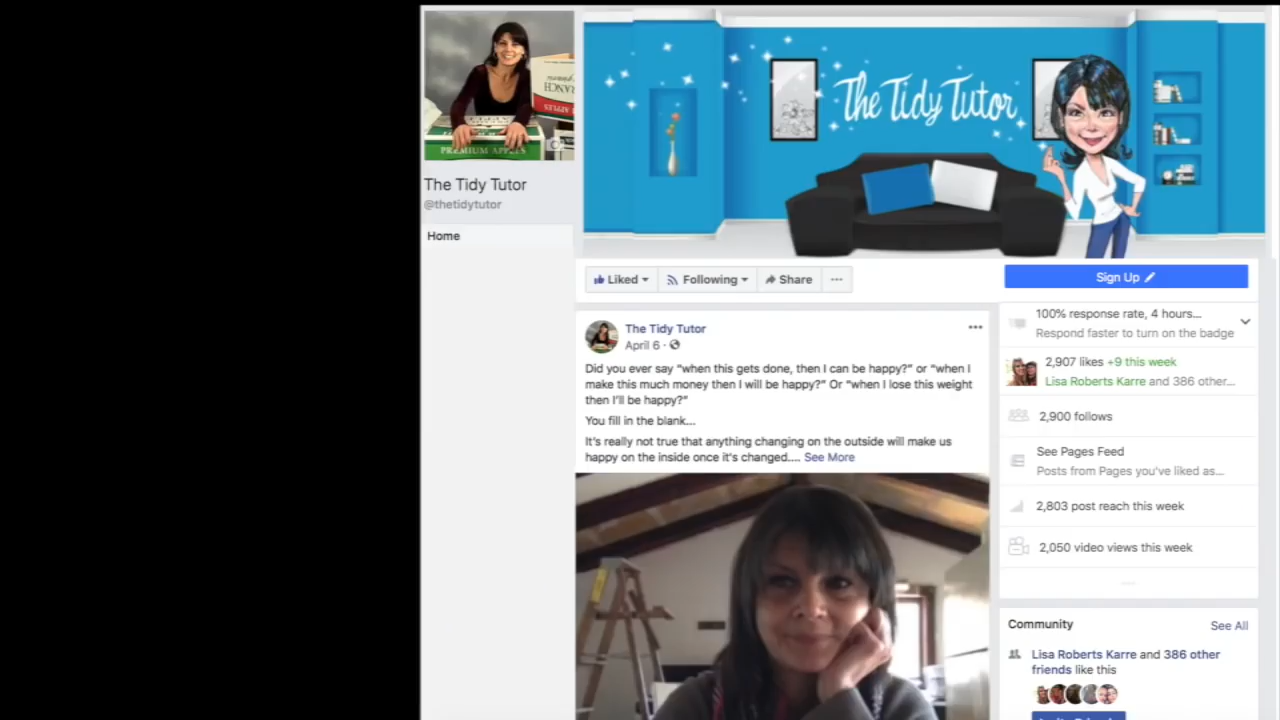 RANCH
APPLES
PREMIUM APPLES
The Tidy Tutor
@thetidytutor
Home
The Tidy Tutor
Liked
Following
Share
...
Sign Up
The Tidy Tutor
April 6 ·
...
Did you ever say “when this gets done, then I can be happy?” or “when I
make this much money then I will be happy?” Or “when I lose this weight
then I'll be happy?”
You fill in the blank...
It's really not true that anything changing on the outside will make us
happy on the inside once it's changed.... See More
100% response rate, 4 hours...
Respond faster to turn on the badge
2,907 likes +9 this week
Lisa Roberts Karre and 386 other...
2,900 follows
See Pages Feed
Posts from Pages you've liked as...
2,803 post reach this week
2,050 video views this week
...
Community
See All
Lisa Roberts Karre and 386 other
friends like this